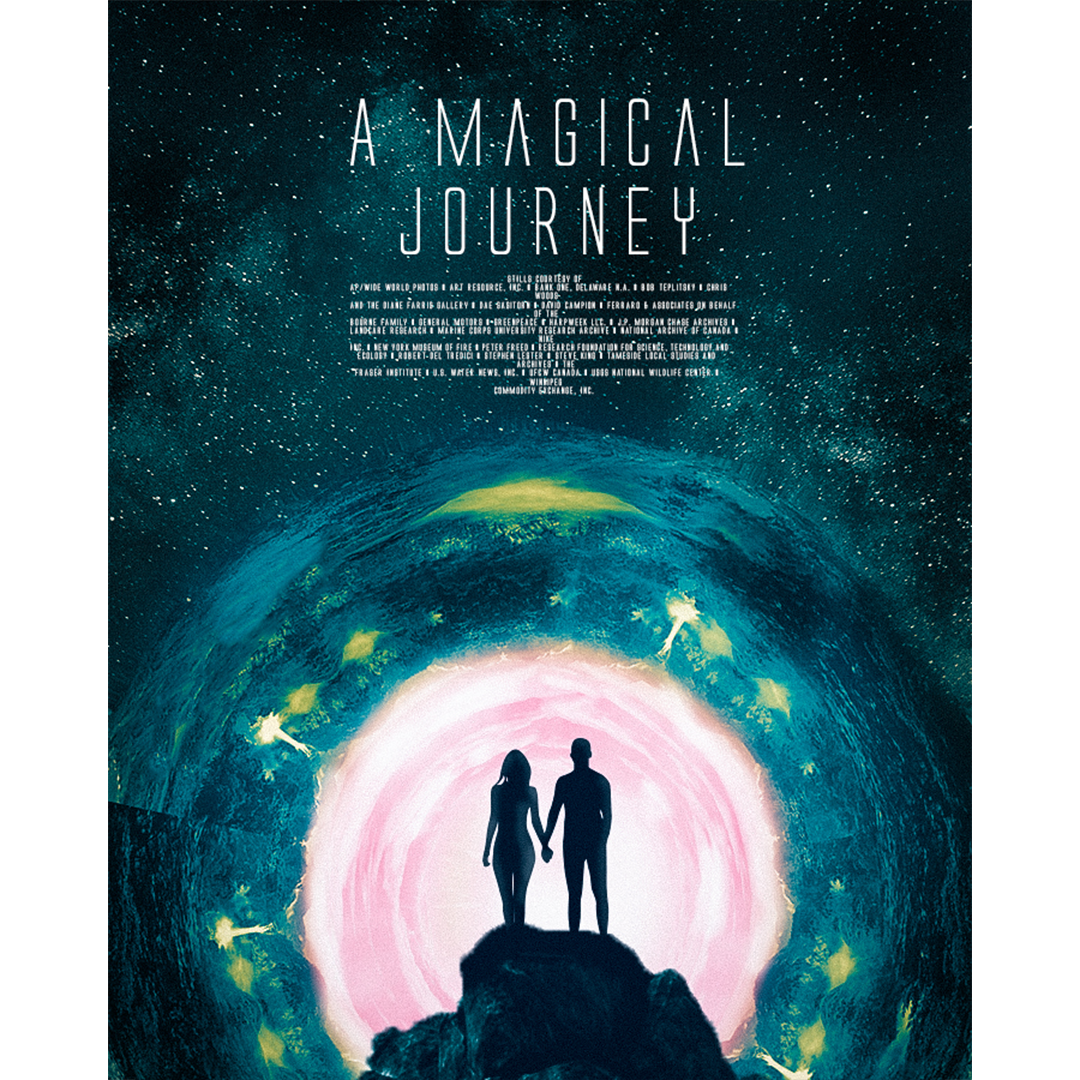 A MAGICAL
JOURNEY
STILLS COURTESY OF
AP/WIDE WORLD PHOTOS ■ ART RESOURCE, INC. ■ BANK ONE, DELAWARE N.A. ■ BOB TEPLITSKY ■ CHRIS
WOODS
AND THE DIANE FARRIS GALLERY ■ DAE SASITORN ■ DAVID CAMPION ■ FERRARO & ASSOCIATES ON BEHALF
OF THE
BOURNE FAMILY ■ GENERAL MOTORS ■ GREENPEACE ■ HARPWEEK LLC. ■ J.P. MORGAN CHASE ARCHIVES ■
LANDCARE RESEARCH ■ MARINE CORPS UNIVERSITY RESEARCH ARCHIVE ■ NATIONAL ARCHIVE OF CANADA ■
NIKE
INC. ■ NEW YORK MUSEUM OF FIRE ■ PETER FREED ■ RESEARCH FOUNDATION FOR SCIENCE, TECHNOLOGY AND
ECOLOGY ■ ROBERT DEL TREDICI ■ STEPHEN LESTER ■ STEVE KING ■ TAMESIDE LOCAL STUDIES AND
ARCHIVES ■ THE
FRASER INSTITUTE ■ U.S. WATER NEWS, INC. ■ UFCW CANADA ■ USGS NATIONAL WILDLIFE CENTER ■
WINNIPEG
COMMODITY EXCHANGE, INC.